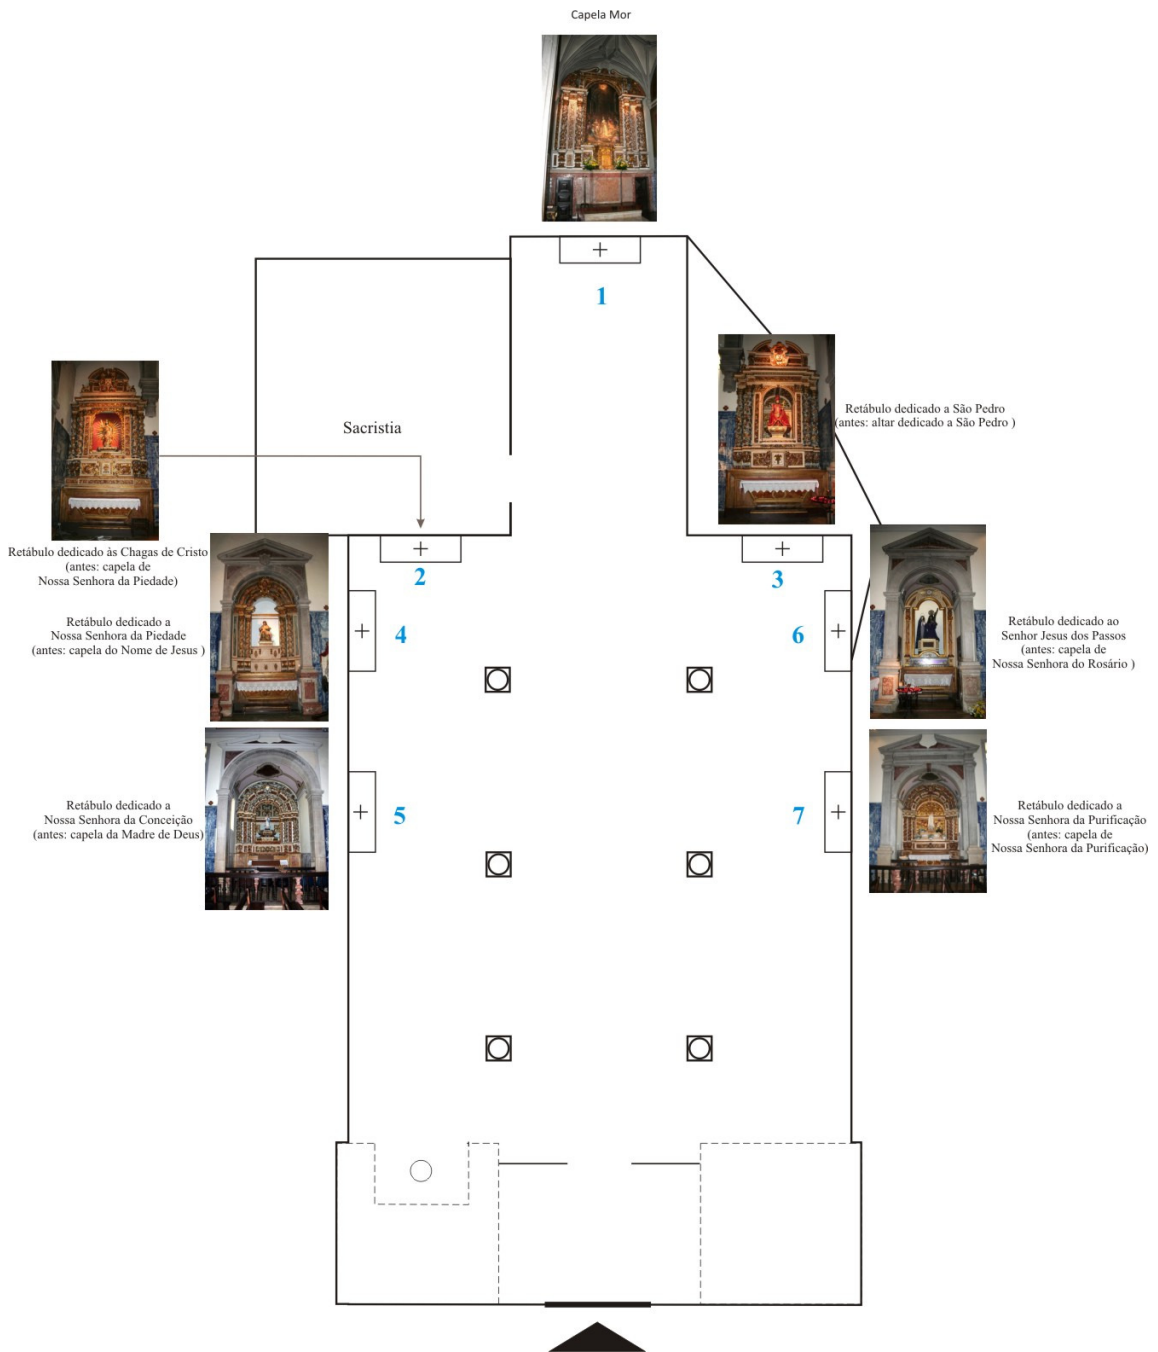 Capela Mor
1
Retábulo dedicado a São Pedro
(antes: altar dedicado a São Pedro )
Sacristia
Retábulo dedicado às Chagas de Cristo
(antes: capela de
Nossa Senhora da Piedade)
2
3
Retábulo dedicado a
Nossa Senhora da Piedade
(antes: capela do Nome de Jesus )
4
6
Retábulo dedicado ao
Senhor Jesus dos Passos
(antes: capela de
Nossa Senhora do Rosário )
Retábulo dedicado a
Nossa Senhora da Conceição
(antes: capela da Madre de Deus)
5
7
Retábulo dedicado a
Nossa Senhora da Purificação
(antes: capela de
Nossa Senhora da Purificação)